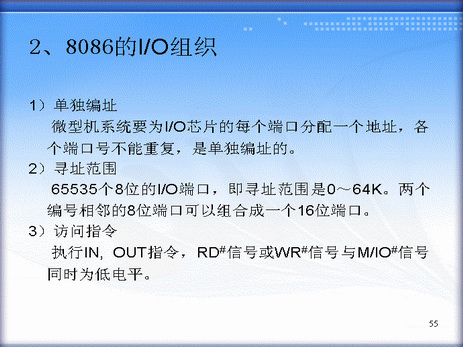 2、8086的I/O组织
1）单独编址
微型机系统要为I/O芯片的每个端口分配一个地址，各
个端口号不能重复，是单独编址的。
2）寻址范围
65535个8位的I/O端口，即寻址范围是0～64K。两个
编号相邻的8位端口可以组合成一个16位端口。
3）访问指令
执行IN, OUT指令，RD#信号或WR#信号与M/IO#信号
同时为低电平。
55